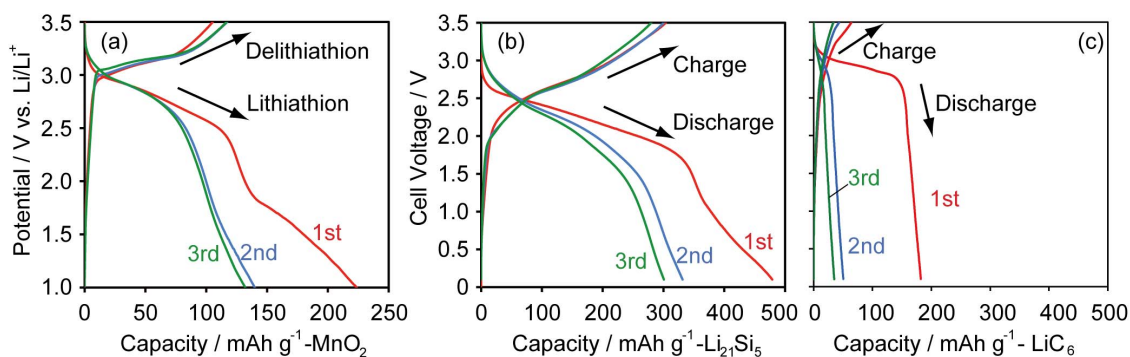 (a)
3.5
3.0
2.5
2.0
1.5
1.0
Potential / V vs. Li/Li⁺
Delithiathion
Lithiathion
1st
2nd
3rd
0 50 100 150 200 250
Capacity / mAh g⁻¹-MnO₂
(b)
3.5
3.0
2.5
2.0
1.5
1.0
0.5
0
Cell Voltage / V
Charge
Discharge
1st
2nd
3rd
0 100 200 300 400 500
Capacity / mAh g⁻¹-Li₂₁Si₅
(c)
Charge
Discharge
3rd
1st
2nd
0 100 200 300 400 500
Capacity / mAh g⁻¹- LiC₆